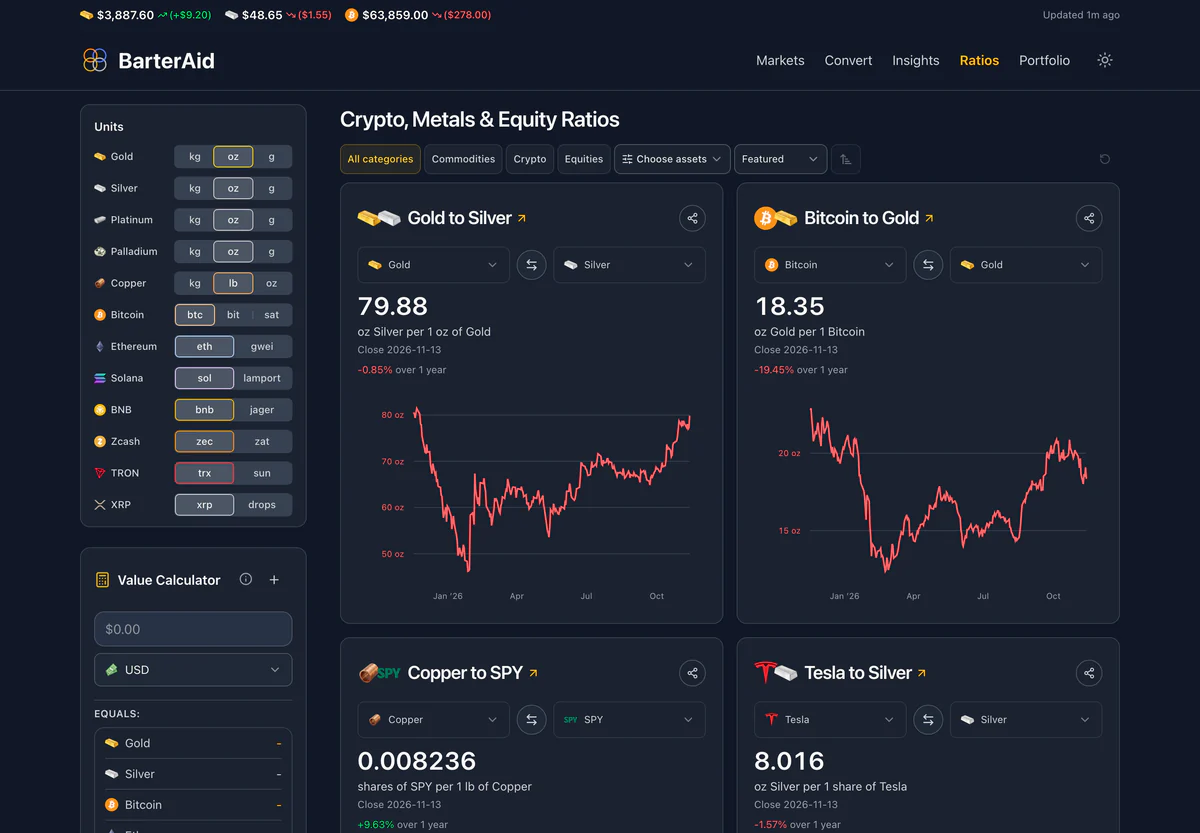 $3,887.60 (+$9.20) $48.65 ($1.55) $63,859.00 ($278.00) Updated 1m ago
BarterAid Markets Convert Insights Ratios Portfolio
Units
Gold kg oz g
Silver kg oz g
Platinum kg oz g
Palladium kg oz g
Copper kg lb oz
Bitcoin btc bit sat
Ethereum eth gwei
Solana sol lamport
BNB bnb jager
Zcash zec zat
TRON trx sun
XRP xrp drops
Value Calculator
$0.00
USD
EQUALS:
Gold -
Silver -
Bitcoin -
Crypto, Metals & Equity Ratios
All categories Commodities Crypto Equities Choose assets Featured
Gold to Silver
Gold Silver
79.88
oz Silver per 1 oz of Gold
Close 2026-11-13
-0.85% over 1 year
80 oz
70 oz
60 oz
50 oz
Jan '26 Apr Jul Oct
Bitcoin to Gold
Bitcoin Gold
18.35
oz Gold per 1 Bitcoin
Close 2026-11-13
-19.45% over 1 year
20 oz
15 oz
Jan '26 Apr Jul Oct
SPY Copper to SPY
Copper SPY SPY
0.008236
shares of SPY per 1 lb of Copper
Close 2026-11-13
+9.63% over 1 year
Tesla to Silver
Tesla Silver
8.016
oz Silver per 1 share of Tesla
Close 2026-11-13
-1.57% over 1 year